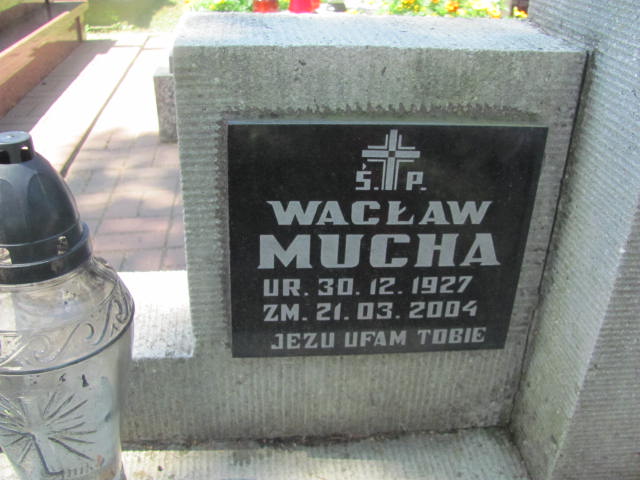 Ś.P.
WACŁAW
MUCHA
UR. 30. 12. 1927
ZM. 21. 03. 2004
JEZU UFAM TOBIE